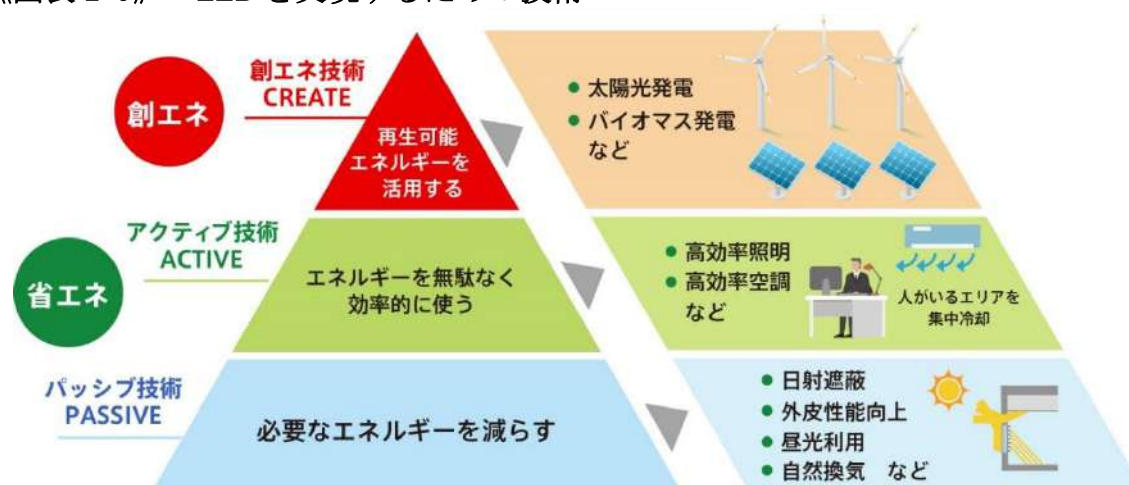 創エネ
創エネ技術
CREATE
再生可能
エネルギーを
活用する
● 太陽光発電
● バイオマス発電
など
省エネ
アクティブ技術
ACTIVE
エネルギーを無駄なく
効率的に使う
● 高効率照明
● 高効率空調
など
人がいるエリアを
集中冷却
パッシブ技術
PASSIVE
必要なエネルギーを減らす
● 日射遮蔽
● 外皮性能向上
● 昼光利用
● 自然換気 など